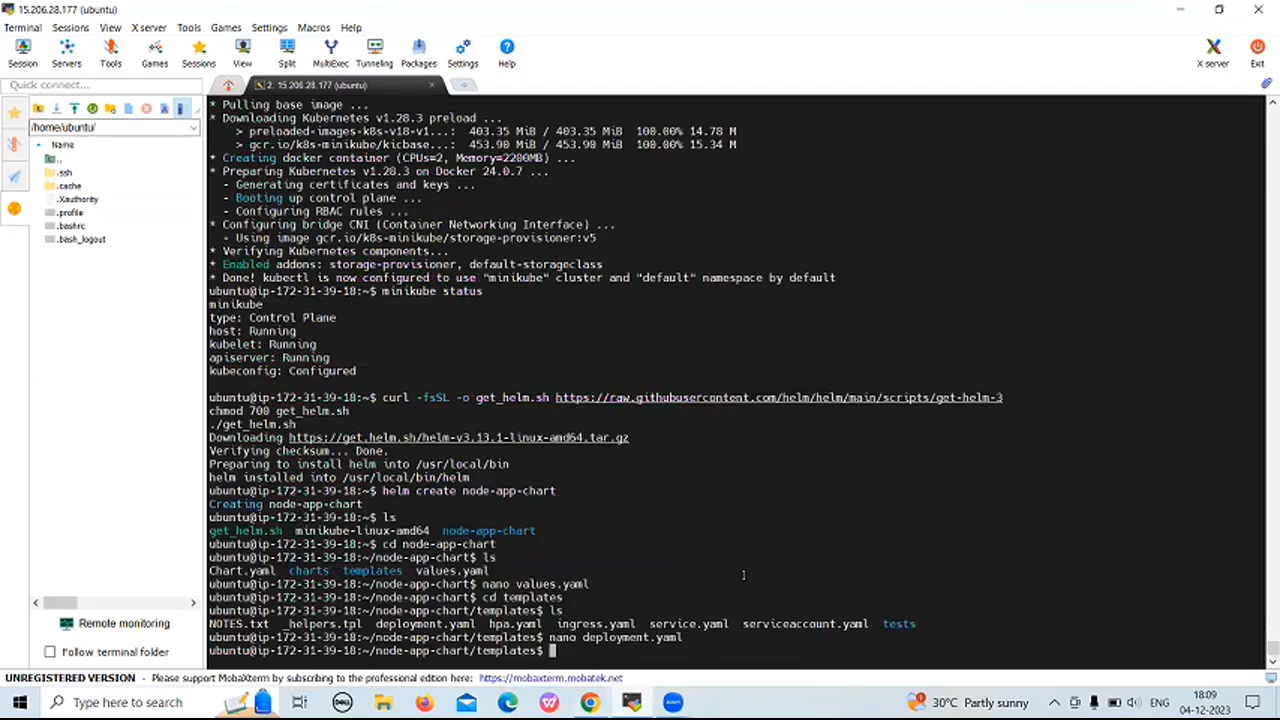 15.206.28.177 (ubuntu)
Terminal Sessions View X server Tools Games Settings Macros Help
Session Servers Tools Games Sessions View Split MultiExec Tunneling Packages Settings Help X server Exit
Quick connect...
2. 15.206.28.177 (ubuntu)
/home/ubuntu/
Name
..
.ssh
.cache
.Xauthority
.profile
.bashrc
.bash_logout
Remote monitoring
Follow terminal folder
* Pulling base image ...
* Downloading Kubernetes v1.28.3 preload ...
> preloaded-images-k8s-v18-v1...: 403.35 MiB / 403.35 MiB 100.00% 14.78 M
> gcr.io/k8s-minikube/kicbase...: 453.90 MiB / 453.90 MiB 100.00% 15.34 M
* Creating docker container (CPUs=2, Memory=2200MB) ...
* Preparing Kubernetes v1.28.3 on Docker 24.0.7 ...
- Generating certificates and keys ...
- Booting up control plane ...
- Configuring RBAC rules ...
* Configuring bridge CNI (Container Networking Interface) ...
- Using image gcr.io/k8s-minikube/storage-provisioner:v5
* Verifying Kubernetes components...
* Enabled addons: storage-provisioner, default-storageclass
* Done! kubectl is now configured to use "minikube" cluster and "default" namespace by default
ubuntu@ip-172-31-39-18:~$ minikube status
minikube
type: Control Plane
host: Running
kubelet: Running
apiserver: Running
kubeconfig: Configured
ubuntu@ip-172-31-39-18:~$ curl -fsSL -o get_helm.sh https://raw.githubusercontent.com/helm/helm/main/scripts/get-helm-3
chmod 700 get_helm.sh
./get_helm.sh
Downloading https://get.helm.sh/helm-v3.13.1-linux-amd64.tar.gz
Verifying checksum... Done.
Preparing to install helm into /usr/local/bin
helm installed into /usr/local/bin/helm
ubuntu@ip-172-31-39-18:~$ helm create node-app-chart
Creating node-app-chart
ubuntu@ip-172-31-39-18:~$ ls
get_helm.sh minikube-linux-amd64 node-app-chart
ubuntu@ip-172-31-39-18:~$ cd node-app-chart
ubuntu@ip-172-31-39-18:~/node-app-chart$ ls
Chart.yaml charts templates values.yaml
ubuntu@ip-172-31-39-18:~/node-app-chart$ nano values.yaml
ubuntu@ip-172-31-39-18:~/node-app-chart$ cd templates
ubuntu@ip-172-31-39-18:~/node-app-chart/templates$ ls
NOTES.txt _helpers.tpl deployment.yaml hpa.yaml ingress.yaml service.yaml serviceaccount.yaml tests
ubuntu@ip-172-31-39-18:~/node-app-chart/templates$ nano deployment.yaml
ubuntu@ip-172-31-39-18:~/node-app-chart/templates$
UNREGISTERED VERSION - Please support MobaXterm by subscribing to the professional edition here: https://mobaxterm.mobatek.net
Type here to search
DELL
zoom
1
30°C Partly sunny
ENG
18:09
04-12-2023